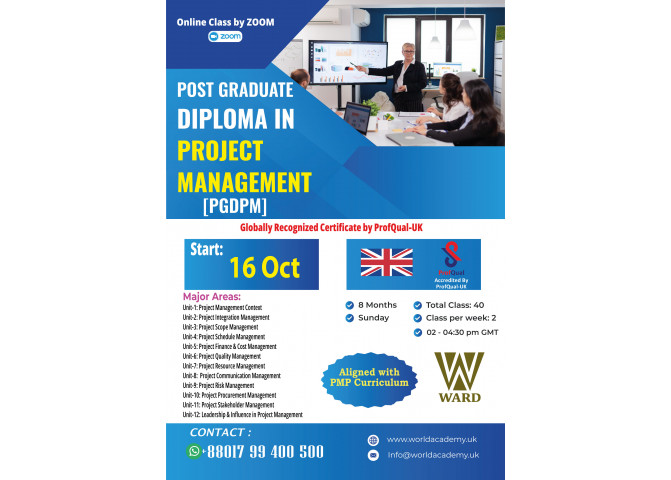 Online Class by ZOOM
zoom
POST GRADUATE
DIPLOMA IN
PROJECT
MANAGEMENT
[PGDPM]
Globally Recognized Certificate by ProfQual-UK
Start:
16 Oct
Prof Qual
Accredited By
ProfQual-UK
Major Areas:
Unit-1: Project Management Context
Unit-2: Project Integration Management
Unit-3: Project Scope Management
Unit-4: Project Schedule Management
Unit-5: Project Finance & Cost Management
Unit-6: Project Quality Management
Unit-7: Project Resource Management
Unit-8: Project Communication Management
Unit-9: Project Risk Management
Unit-10: Project Procurement Management
Unit-11: Project Stakeholder Management
Unit-12: Leadership & Influence in Project Management
8 Months
Sunday
Total Class: 40
Class per week: 2
02 - 04:30 pm GMT
Aligned with
PMP Curriculum
WARD
CONTACT :
+88017 99 400 500
www.worldacademy.uk
Info@worldacademy.uk